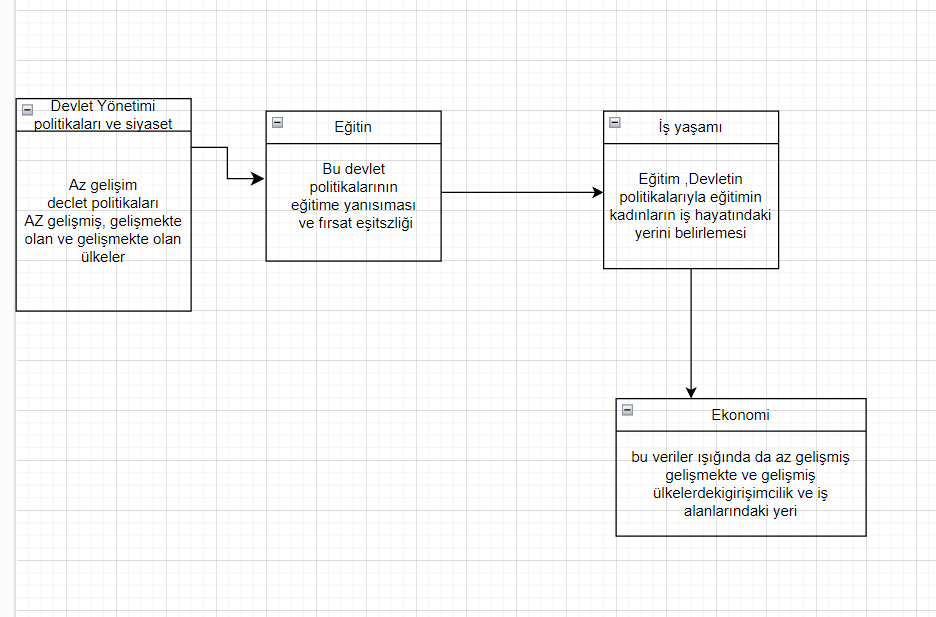 Devlet Yönetimi
politikaları ve siyaset
Az gelişim
declet politikaları
AZ gelişmiş, gelişmekte
olan ve gelişmekte olan
ülkeler
Eğitin
Bu devlet
politikalarının
eğitime yanısıması
ve fırsat eşitszliği
İş yaşamı
Eğitim ,Devletin
politikalarıyla eğitimin
kadınların iş hayatındaki
yerini belirlemesi
Ekonomi
bu veriler ışığında da az gelişmiş
gelişmekte ve gelişmiş
ülkelerdekigirişimcilik ve iş
alanlarındaki yeri